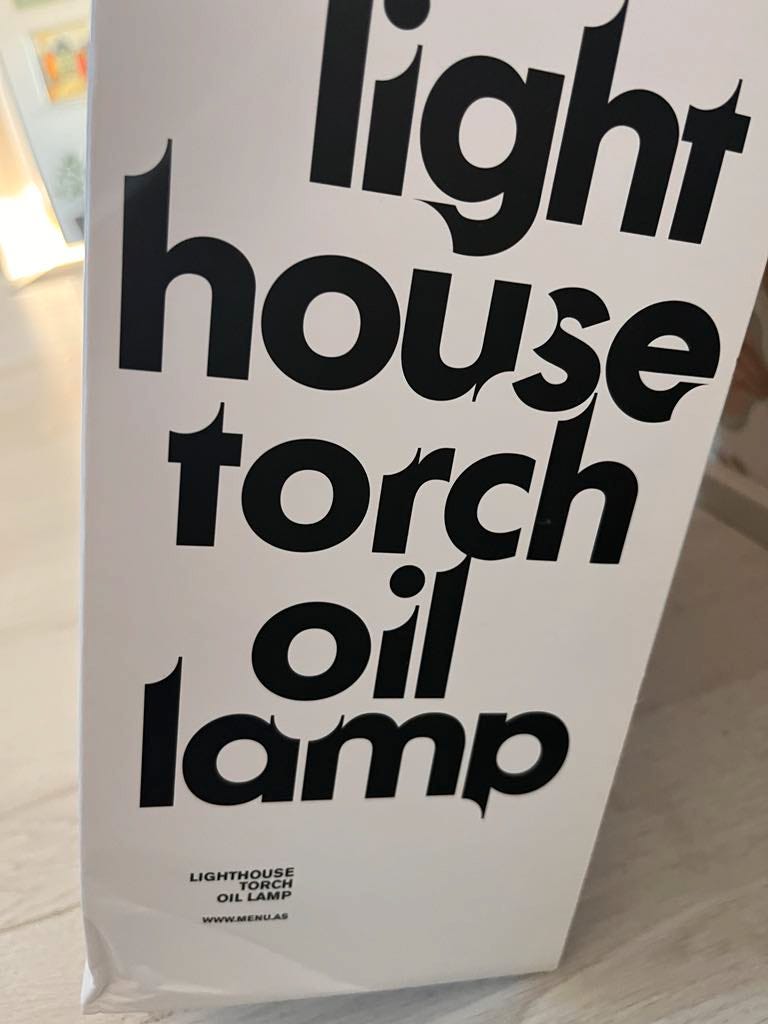 light
house
torch
oil
lamp
LIGHTHOUSE
TORCH
OIL LAMP
WWW.MENU.AS